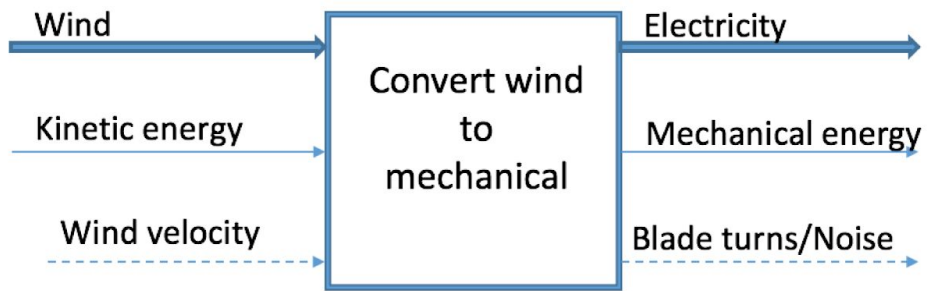 Wind
Kinetic energy
Wind velocity
Convert wind
to
mechanical
Electricity
Mechanical energy
Blade turns/Noise